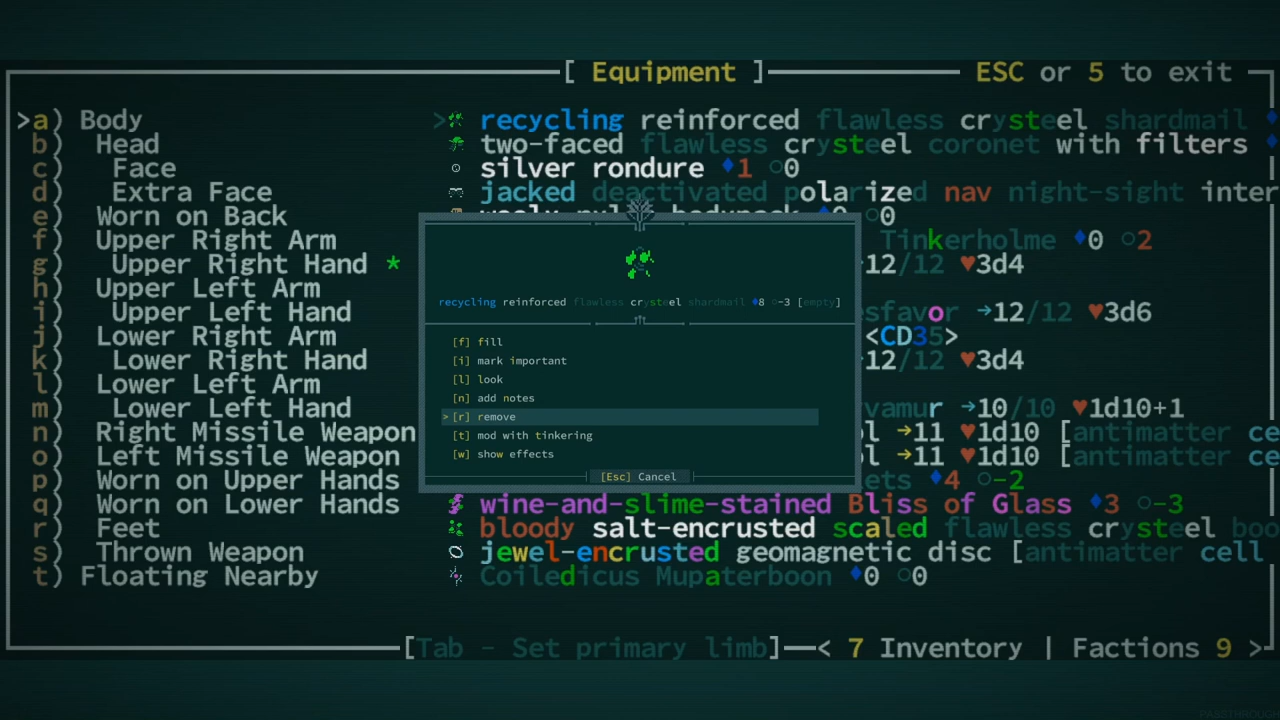 [ Equipment ] ESC or 5 to exit
>a) Body > recycling reinforced flawless crysteel shardmail ♦
b) Head two-faced flawless crysteel coronet with filters ♦
c) Face silver rondure ♦1 ○0
d) Extra Face jacked deactivated polarized nav night-sight inter
e) Worn on Back ♦0 ○0
f) Upper Right Arm Tinkerholme ♦0 ○2
g) Upper Right Hand * 12/12 ♥3d4
h) Upper Left Arm
i) Upper Left Hand sfavor →12/12 ♥3d6
j) Lower Right Arm <CD35>
k) Lower Right Hand 12/12 ♥3d4
l) Lower Left Arm
m) Lower Left Hand vamur →10/10 ♥1d10+1
n) Right Missile Weapon l →11 ♥1d10 [antimatter ce
o) Left Missile Weapon l →11 ♥1d10 [antimatter ce
p) Worn on Upper Hands ets ♦4 ○-2
q) Worn on Lower Hands wine-and-slime-stained Bliss of Glass ♦3 ○-3
r) Feet bloody salt-encrusted scaled flawless crysteel boo
s) Thrown Weapon jewel-encrusted geomagnetic disc [antimatter cell
t) Floating Nearby Coiledicus Mupaterboon ♦0 ○0
recycling reinforced flawless crysteel shardmail ♦8 ○-3 [empty]
[f] fill
[i] mark important
[l] look
[n] add notes
> [r] remove
[t] mod with tinkering
[w] show effects
[Esc] Cancel
[Tab - Set primary limb] < 7 Inventory | Factions 9 >